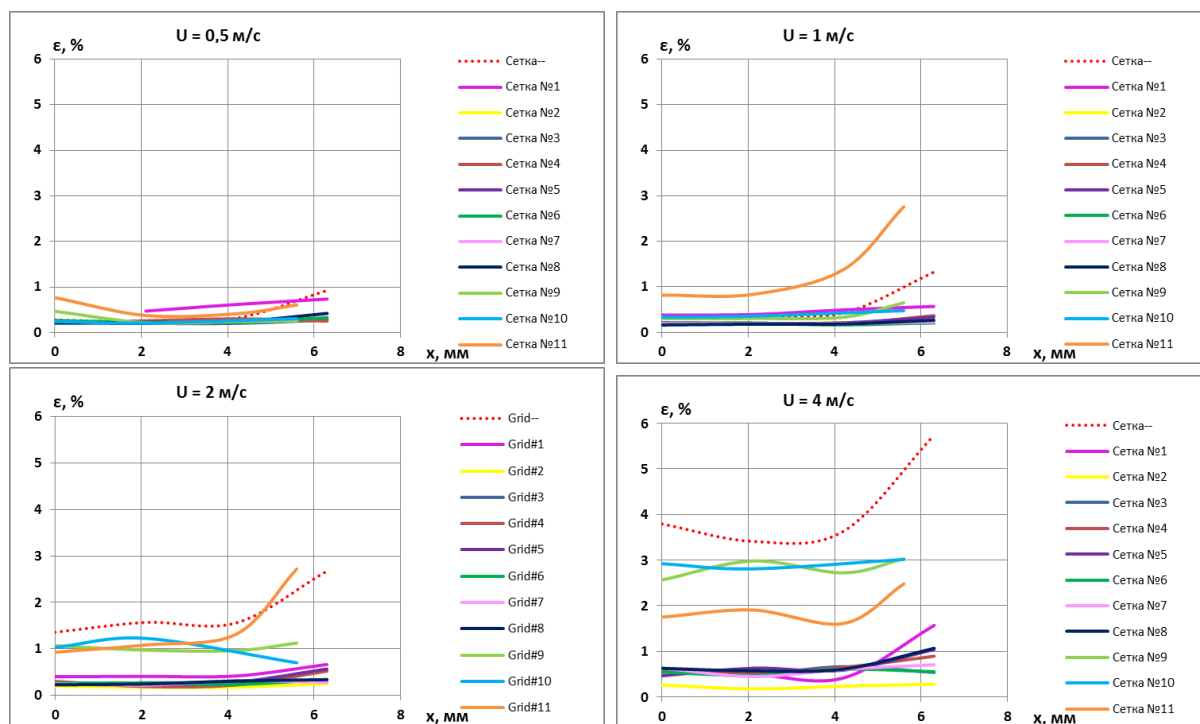 U = 0,5 м/с
ε, %
6
5
4
3
2
1
0
0 2 4 6 8
x, мм
Сетка--
Сетка №1
Сетка №2
Сетка №3
Сетка №4
Сетка №5
Сетка №6
Сетка №7
Сетка №8
Сетка №9
Сетка №10
Сетка №11
U = 1 м/с
ε, %
6
5
4
3
2
1
0
0 2 4 6 8
x, мм
Сетка--
Сетка №1
Сетка №2
Сетка №3
Сетка №4
Сетка №5
Сетка №6
Сетка №7
Сетка №8
Сетка №9
Сетка №10
Сетка №11
U = 2 м/с
ε, %
6
5
4
3
2
1
0
0 2 4 6 8
x, мм
Grid--
Grid#1
Grid#2
Grid#3
Grid#4
Grid#5
Grid#6
Grid#7
Grid#8
Grid#9
Grid#10
Grid#11
U = 4 м/с
ε, %
6
5
4
3
2
1
0
0 2 4 6 8
x, мм
Сетка--
Сетка №1
Сетка №2
Сетка №3
Сетка №4
Сетка №5
Сетка №6
Сетка №7
Сетка №8
Сетка №9
Сетка №10
Сетка №11